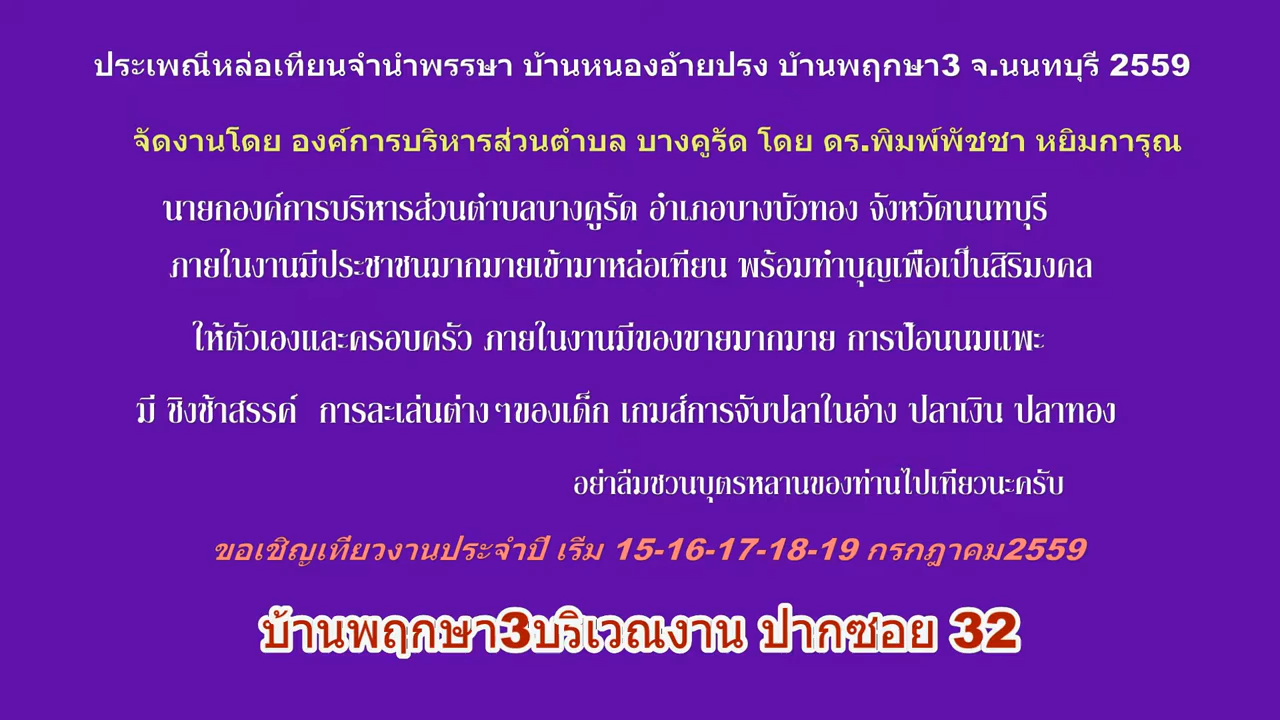 ประเพณีหล่อเทียนจำนำพรรษา บ้านหนองอ้ายปรง บ้านพฤกษา3 จ.นนทบุรี 2559
จัดงานโดย องค์การบริหารส่วนตำบล บางคูรัด โดย ดร.พิมพ์พัชชา หยิมการุณ
นายกองค์การบริหารส่วนตำบลบางคูรัด อำเภอบางบัวทอง จังหวัดนนทบุรี
ภายในงานมีประชาชนมากมายเข้ามาหล่อเทียน พร้อมทำบุญเพื่อเป็นสิริมงคล
ให้ตัวเองและครอบครัว ภายในงานมีของขายมากมาย การป้อนนมแพะ
มี ชิงช้าสรรค์ การละเล่นต่างๆของเด็ก เกมส์การจับปลาในอ่าง ปลาเงิน ปลาทอง
อย่าลืมชวนบุตรหลานของท่านไปเที่ยวนะครับ
ขอเชิญเที่ยวงานประจำปี เริ่ม 15-16-17-18-19 กรกฎาคม2559
บ้านพฤกษา3บริเวณงาน ปากซอย 32